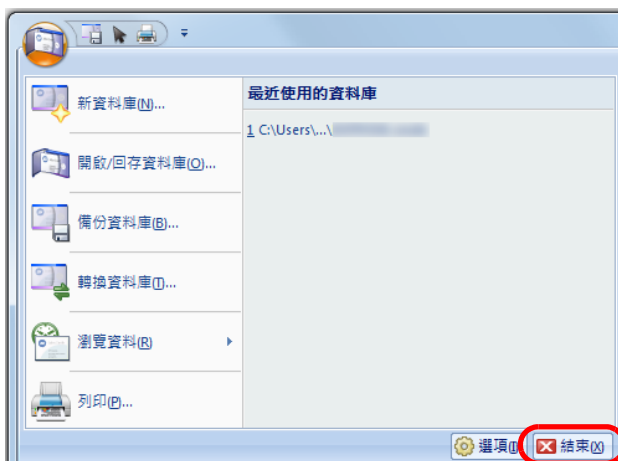 新資料庫(N)...
開啟/回存資料庫(O)...
備份資料庫(B)...
轉換資料庫(T)...
瀏覽資料(R)
列印(P)...
最近使用的資料庫
1 C:\Users\...\
選項(I)
結束(X)